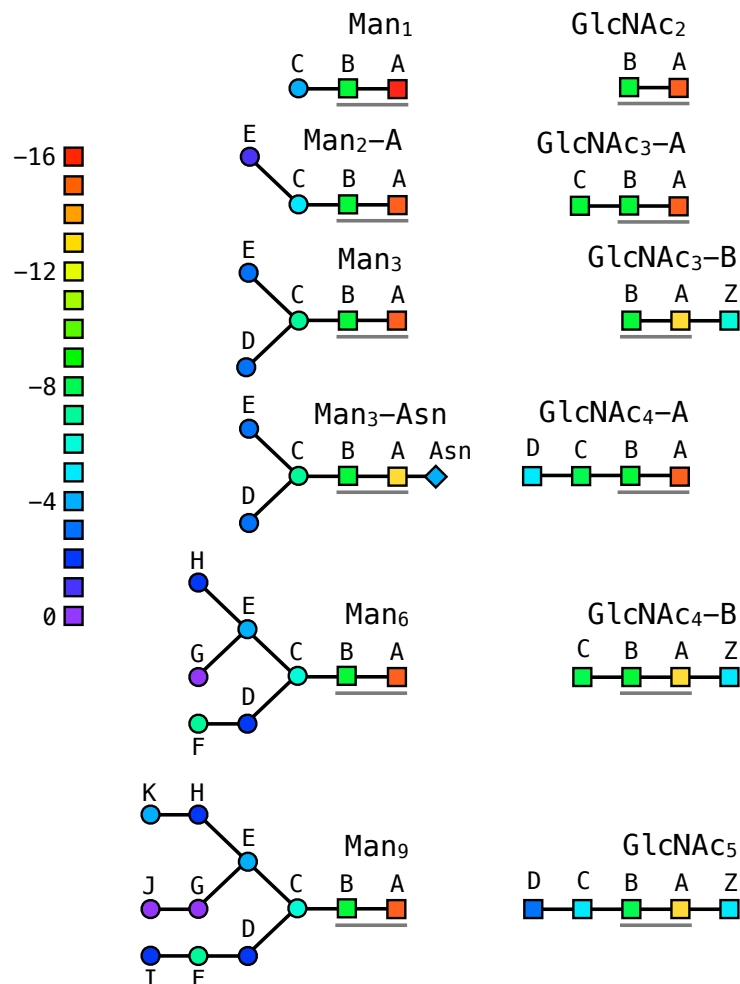 Man₁
C B A
GlcNAc₂
B A
−16
−12
−8
−4
0
Man₂−A
E
C B A
GlcNAc₃−A
C B A
Man₃
E
C B A
D
GlcNAc₃−B
B A Z
Man₃−Asn
E
C B A Asn
D
GlcNAc₄−A
D C B A
Man₆
H
E
C B A
G
D
F
GlcNAc₄−B
C B A Z
Man₉
K H
E
C B A
J G
D
GlcNAc₅
D C B A Z